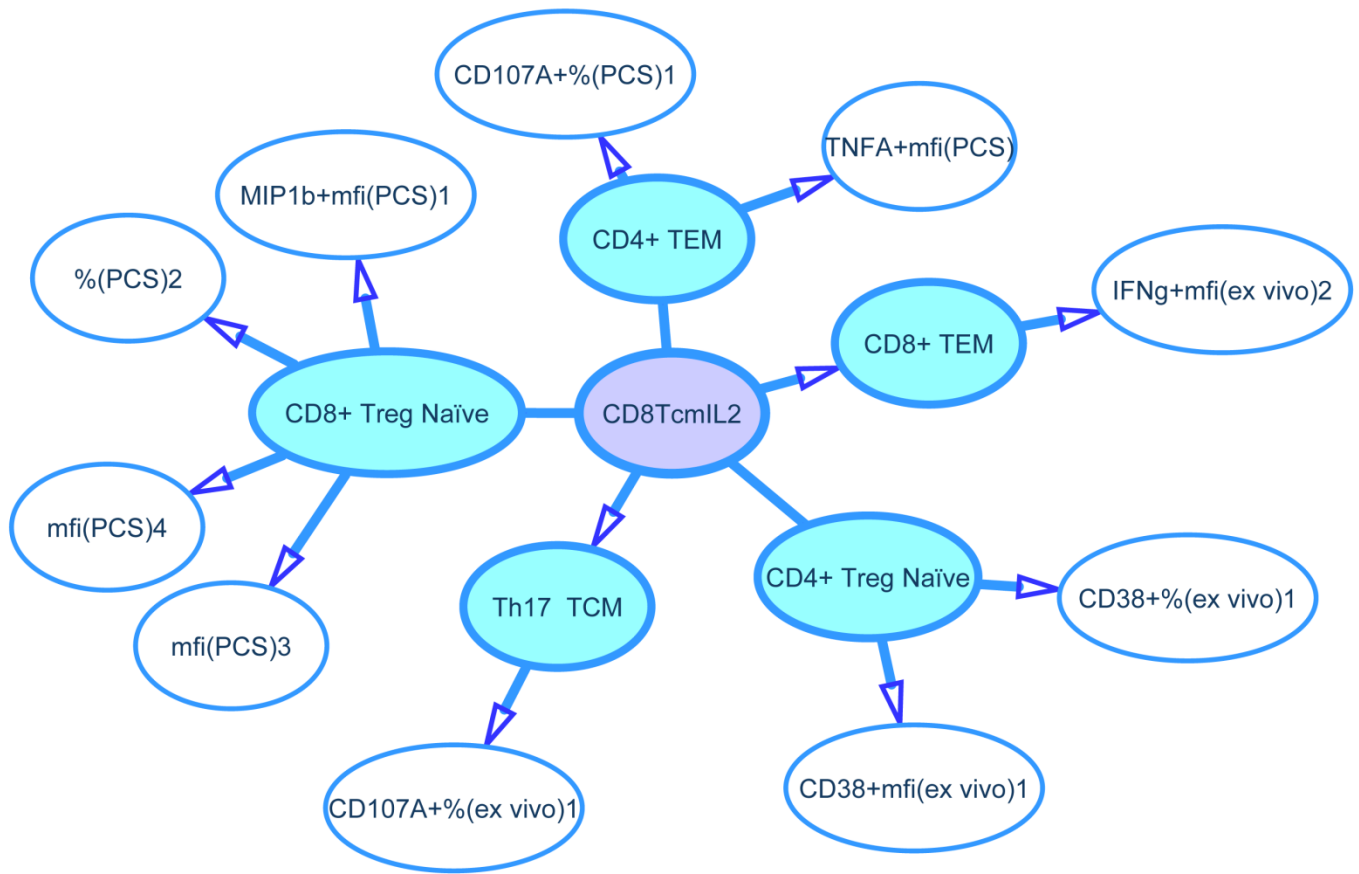 CD107A+%(PCS)1
TNFA+mfi(PCS)
MIP1b+mfi(PCS)1
CD4+ TEM
%(PCS)2
IFNg+mfi(ex vivo)2
CD8+ TEM
CD8+ Treg Naïve
CD8TcmIL2
mfi(PCS)4
CD4+ Treg Naïve
CD38+%(ex vivo)1
Th17  TCM
mfi(PCS)3
CD38+mfi(ex vivo)1
CD107A+%(ex vivo)1